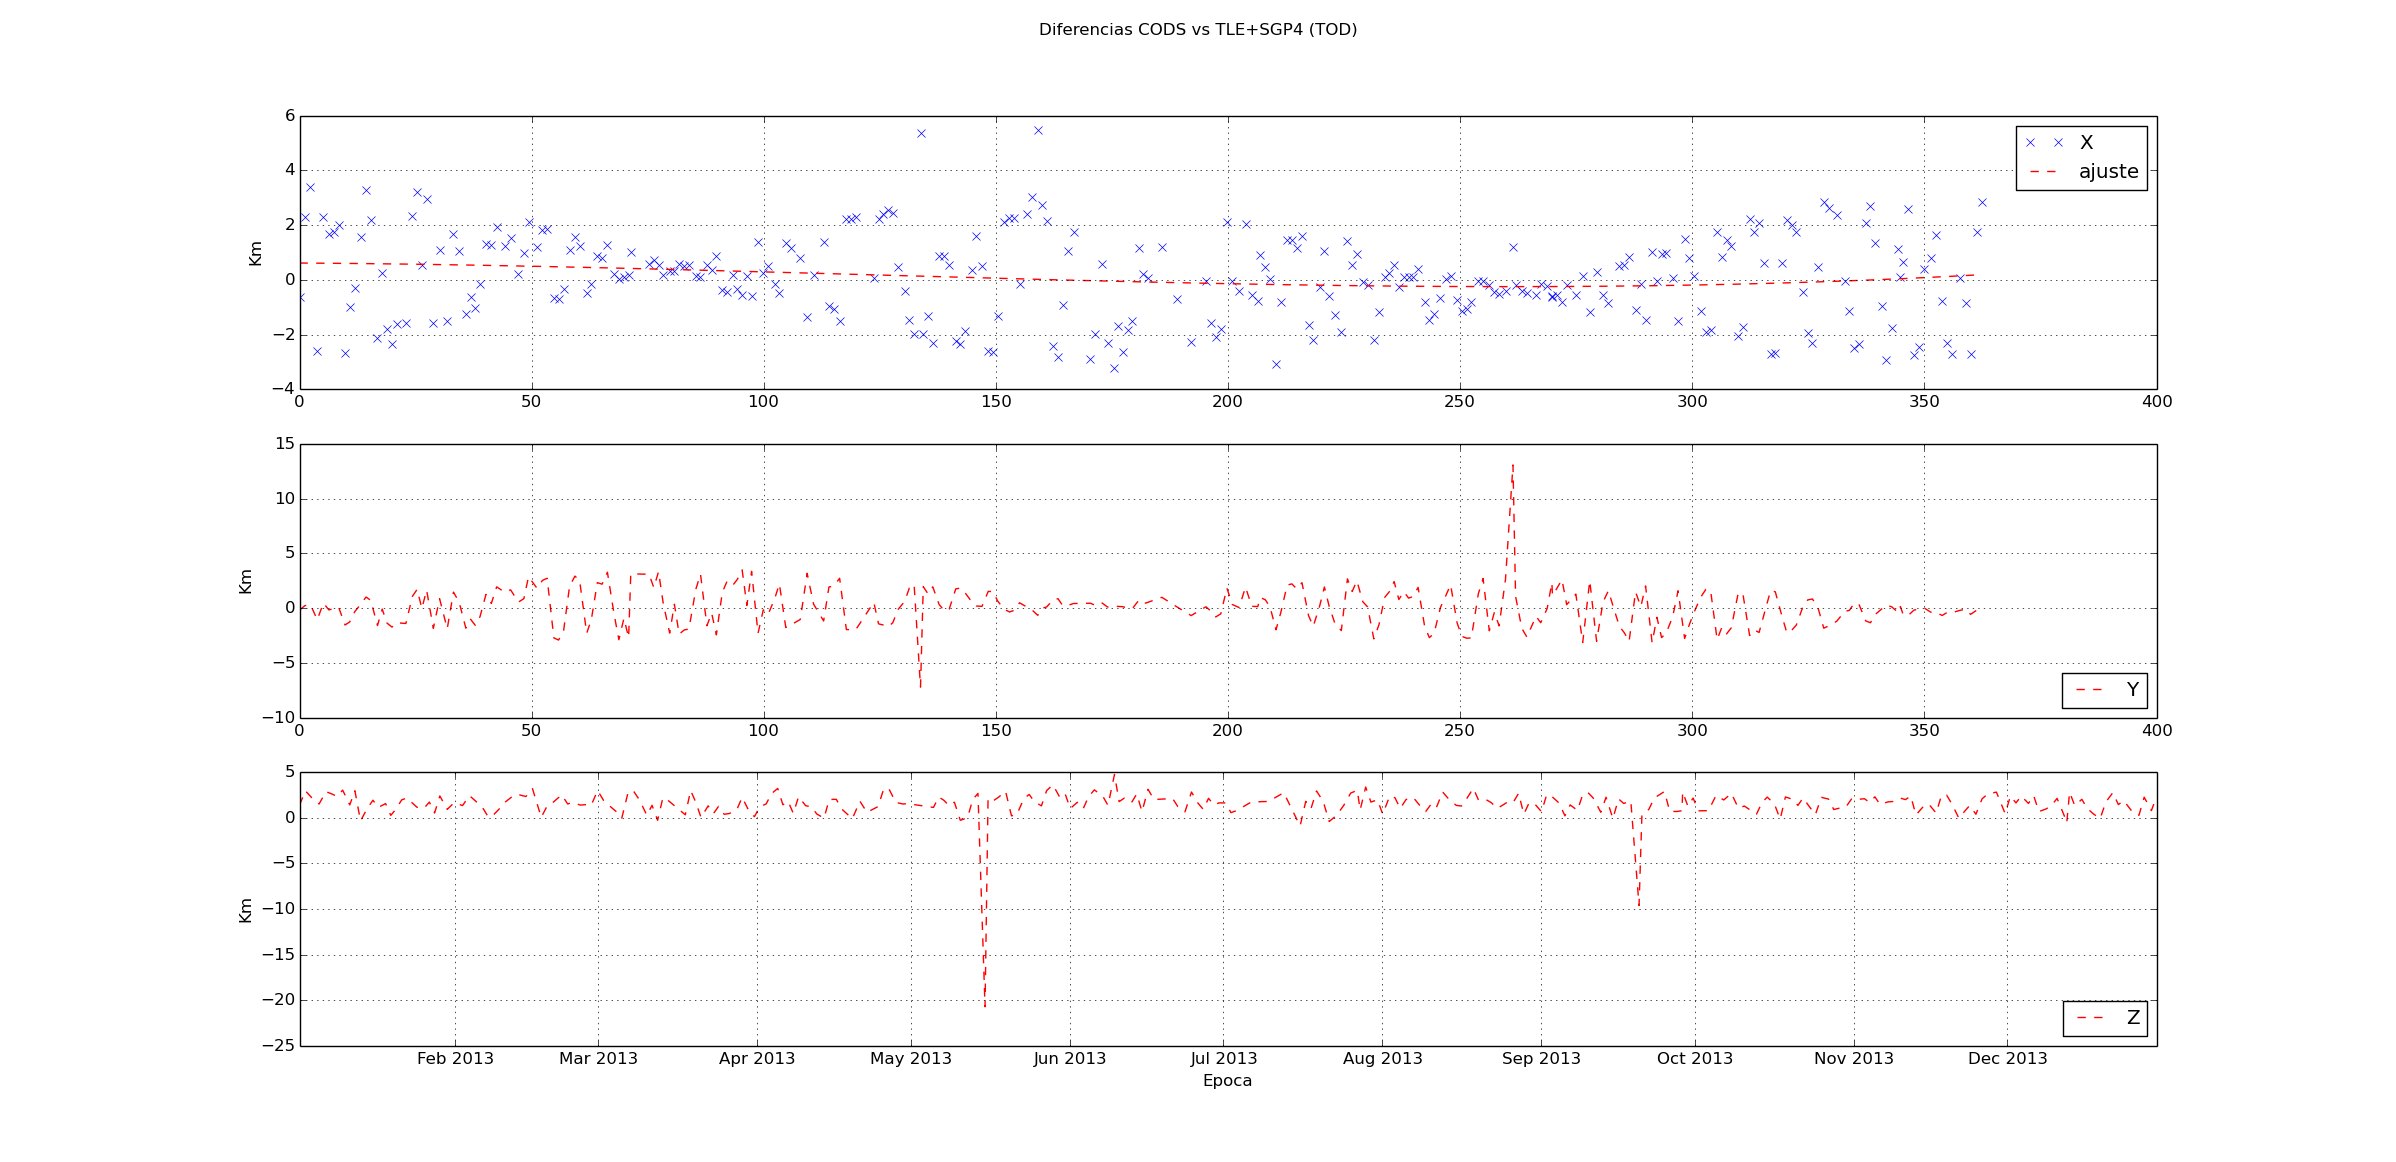 Diferencias CODS vs TLE+SGP4 (TOD)
6
4
2
0
−2
−4
Km
X
ajuste
0 50 100 150 200 250 300 350 400
15
10
5
0
−5
−10
Km
Y
0 50 100 150 200 250 300 350 400
5
0
−5
−10
−15
−20
−25
Km
Z
Feb 2013 Mar 2013 Apr 2013 May 2013 Jun 2013 Jul 2013 Aug 2013 Sep 2013 Oct 2013 Nov 2013 Dec 2013
Epoca